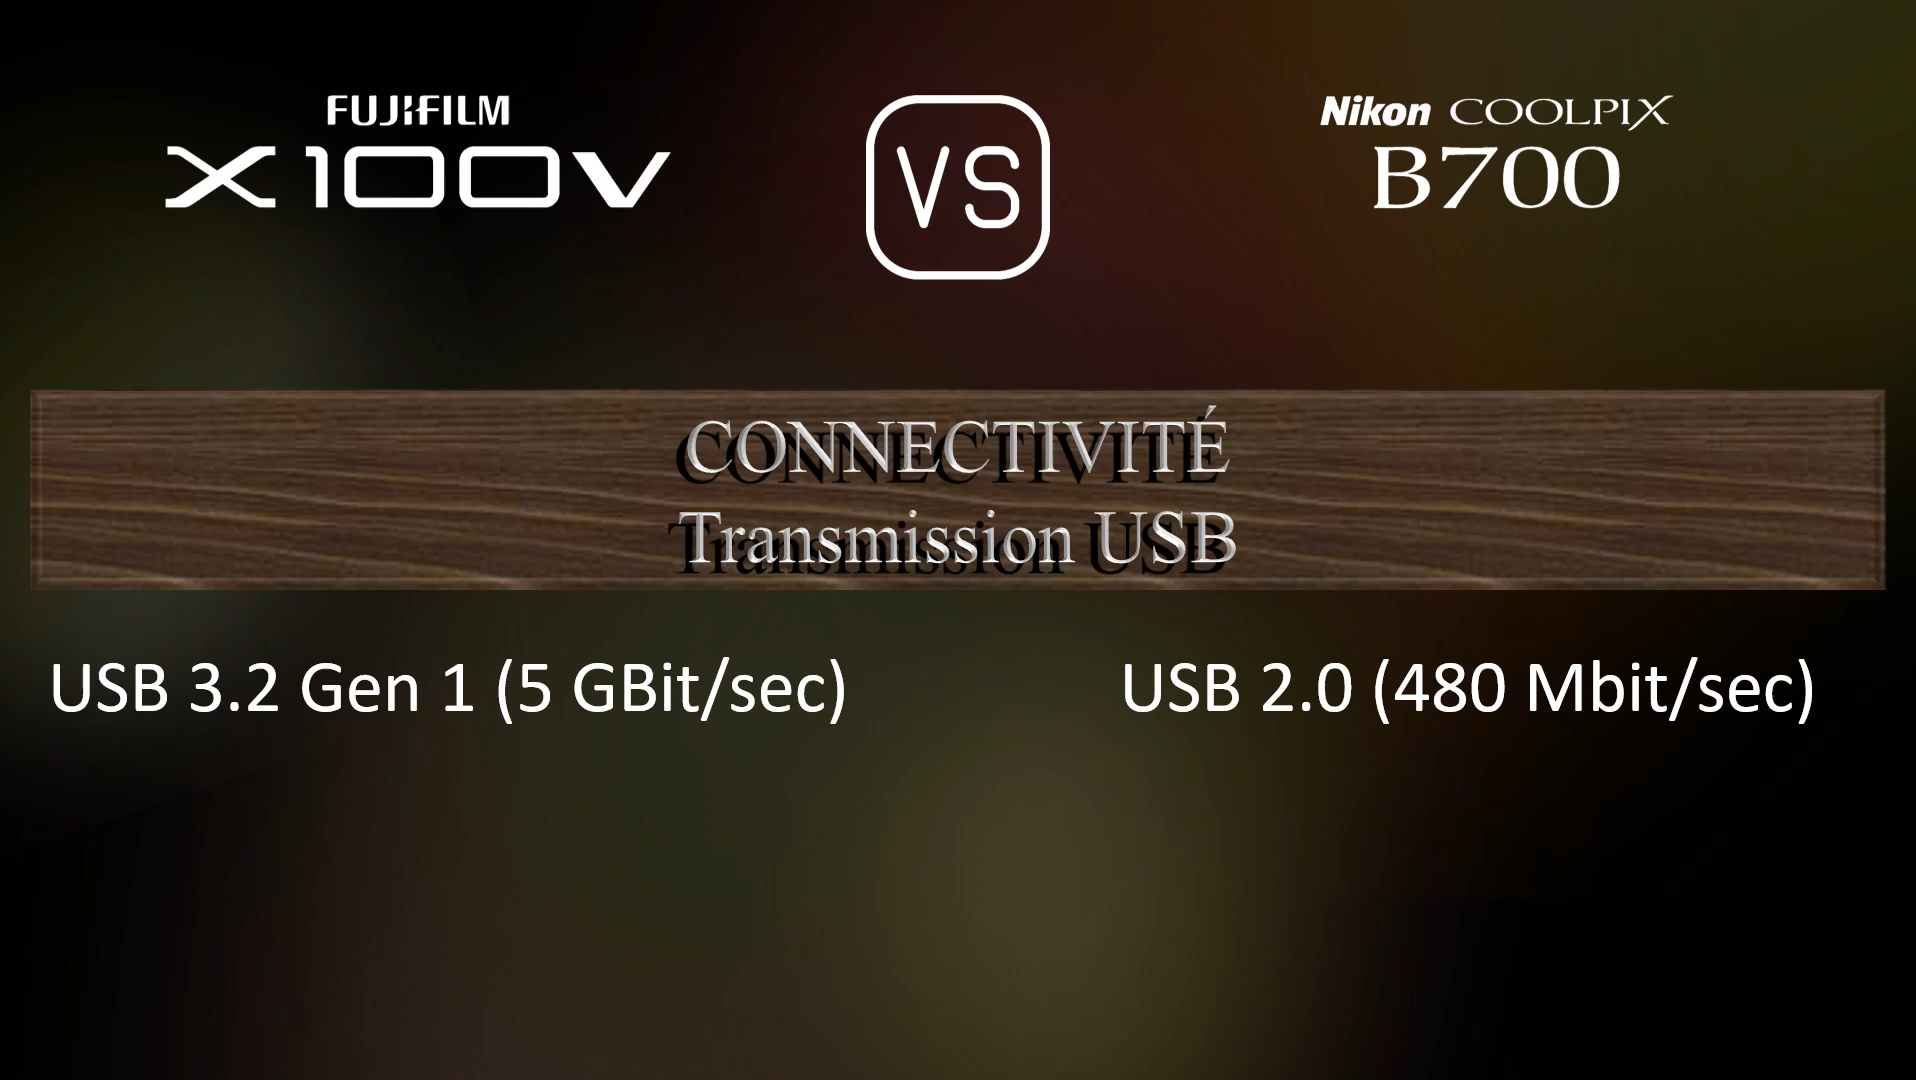 FUJIFILM
X100V
VS
Nikon COOLPIX
B700
CONNECTIVITÉ
Transmission USB
USB 3.2 Gen 1 (5 GBit/sec)
USB 2.0 (480 Mbit/sec)